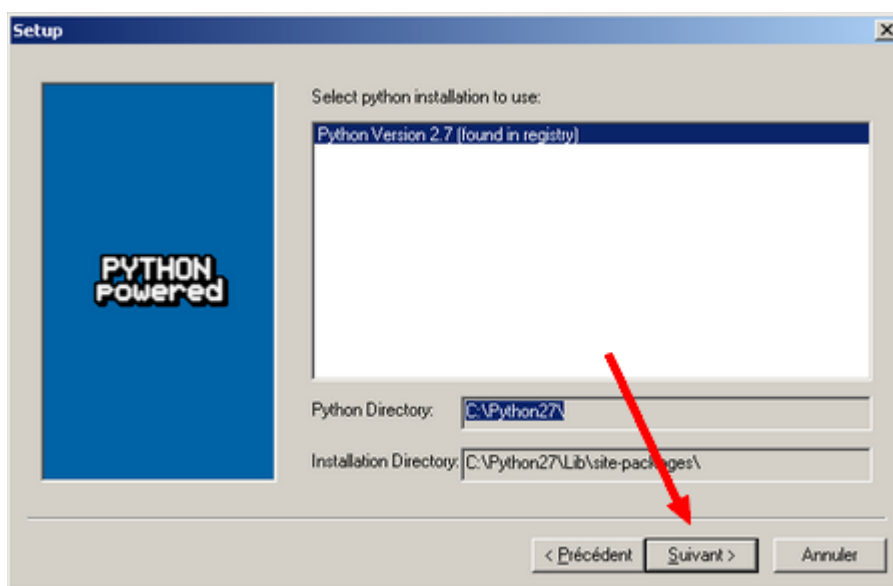 Setup
Select python installation to use:
Python Version 2.7 (found in registry)
PYTHON
powered
Python Directory: C:\Python27\
Installation Directory: C:\Python27\Lib\site-packages\
< Précédent Suivant > Annuler